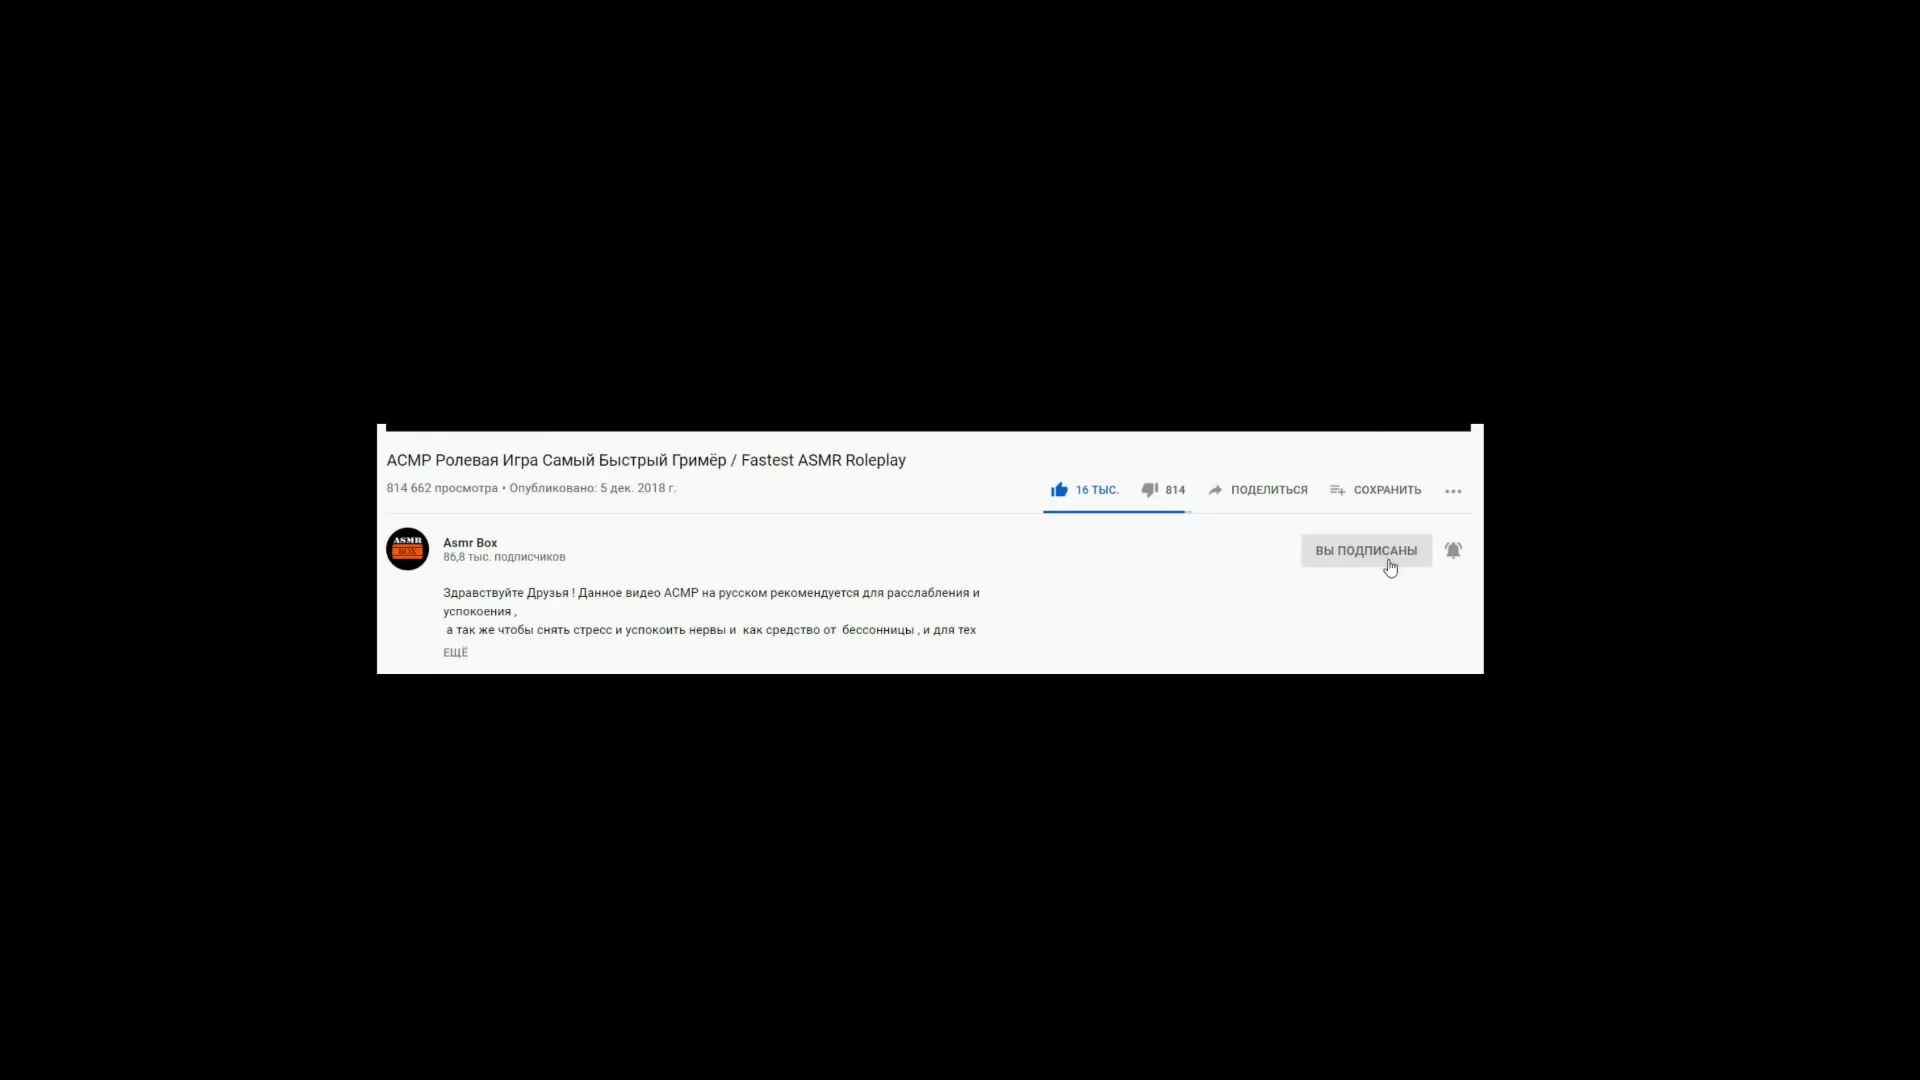 АСМР Ролевая Игра Самый Быстрый Гримёр / Fastest ASMR Roleplay
814 662 просмотра • Опубликовано: 5 дек. 2018 г.
16 ТЫС. 814 ПОДЕЛИТЬСЯ СОХРАНИТЬ
ASMR
BOX
Asmr Box
86,8 тыс. подписчиков
ВЫ ПОДПИСАНЫ
Здравствуйте Друзья ! Данное видео АСМР на русском рекомендуется для расслабления и
успокоения ,
а так же чтобы снять стресс и успокоить нервы и как средство от бессонницы , и для тех
ЕЩЁ